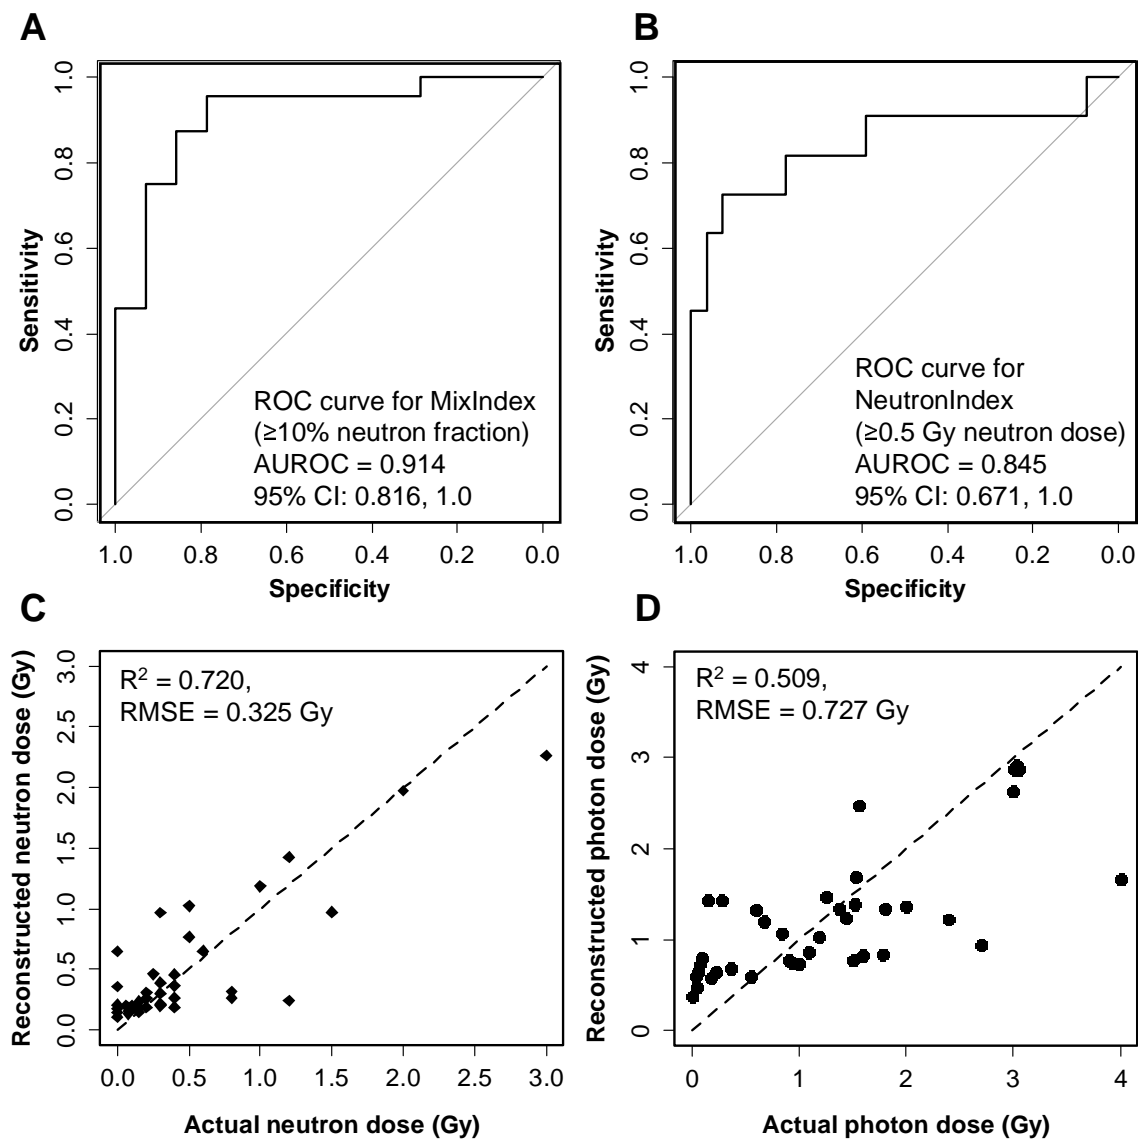 A
1.0
0.8
0.6
0.4
0.2
0.0
Sensitivity
ROC curve for MixIndex
(≥10% neutron fraction)
AUROC = 0.914
95% CI: 0.816, 1.0
1.0 0.8 0.6 0.4 0.2 0.0
Specificity
B
1.0
0.8
0.6
0.4
0.2
0.0
Sensitivity
ROC curve for
NeutronIndex
(≥0.5 Gy neutron dose)
AUROC = 0.845
95% CI: 0.671, 1.0
1.0 0.8 0.6 0.4 0.2 0.0
Specificity
C
3.0
2.5
2.0
1.5
1.0
0.5
0.0
Reconstructed neutron dose (Gy)
R² = 0.720,
RMSE = 0.325 Gy
0.0 0.5 1.0 1.5 2.0 2.5 3.0
Actual neutron dose (Gy)
D
4
3
2
1
0
Reconstructed photon dose (Gy)
R² = 0.509,
RMSE = 0.727 Gy
0 1 2 3 4
Actual photon dose (Gy)